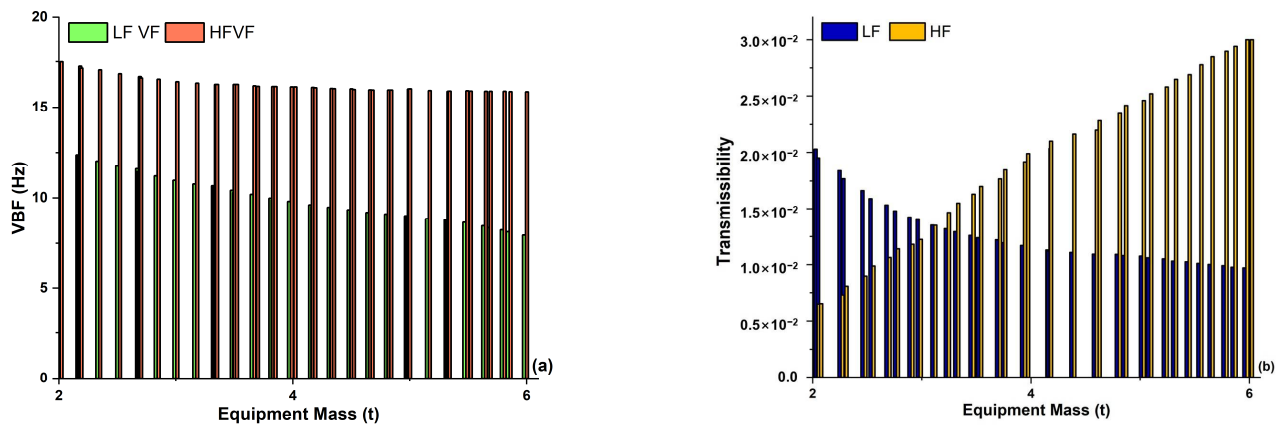 LF VF HFVF
20
15
10
5
0
VBF (Hz)
2 4 6
Equipment Mass (t)
(a)
LF HF
3.0×10⁻²
2.5×10⁻²
2.0×10⁻²
1.5×10⁻²
1.0×10⁻²
0.5×10⁻²
0.0
Transmissibility
2 4 6
Equipment Mass (t)
(b)